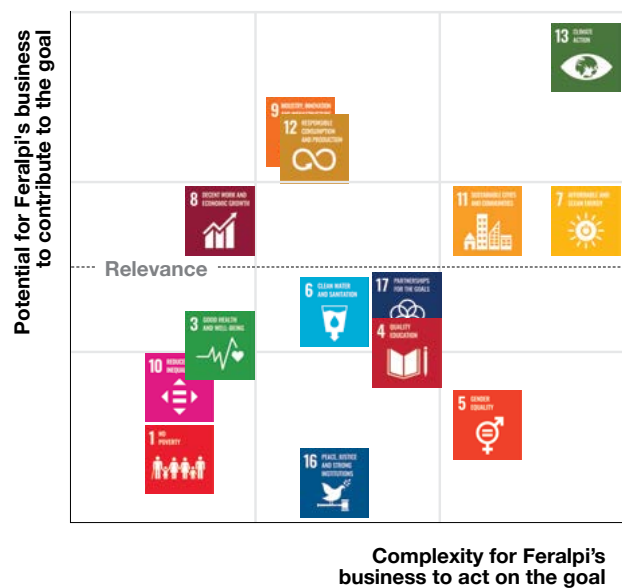 Potential for Feralpi's business
to contribute to the goal
13 CLIMATE
ACTION
9 INDUSTRY, INNOVATION
12 RESPONSIBLE
CONSUMPTION
AND PRODUCTION
8 DECENT WORK AND
ECONOMIC GROWTH
11 SUSTAINABLE CITIES
AND COMMUNITIES
7 AFFORDABLE AND
CLEAN ENERGY
Relevance
6 CLEAN WATER
AND SANITATION
17 PARTNERSHIPS
FOR THE GOALS
3 GOOD HEALTH
AND WELL-BEING
4 QUALITY
EDUCATION
10
5 GENDER
EQUALITY
1 NO
POVERTY
16 PEACE, JUSTICE
AND STRONG
INSTITUTIONS
Complexity for Feralpi's
business to act on the goal